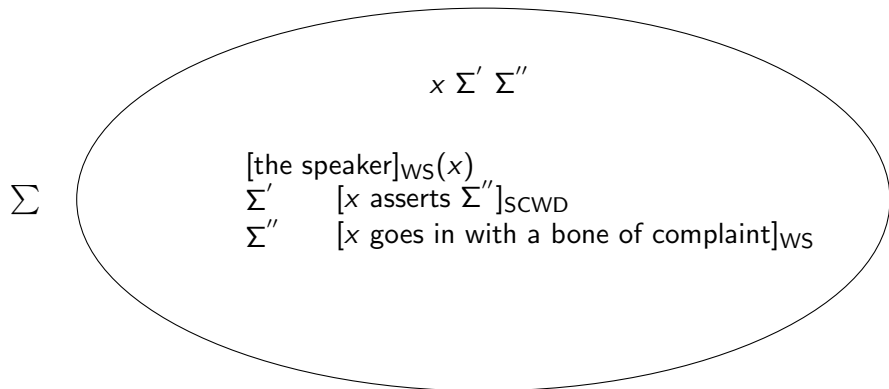 x Σ′ Σ″
[the speaker]WS(x)
∑ Σ′ [x asserts Σ″]SCWD
Σ″ [x goes in with a bone of complaint]WS